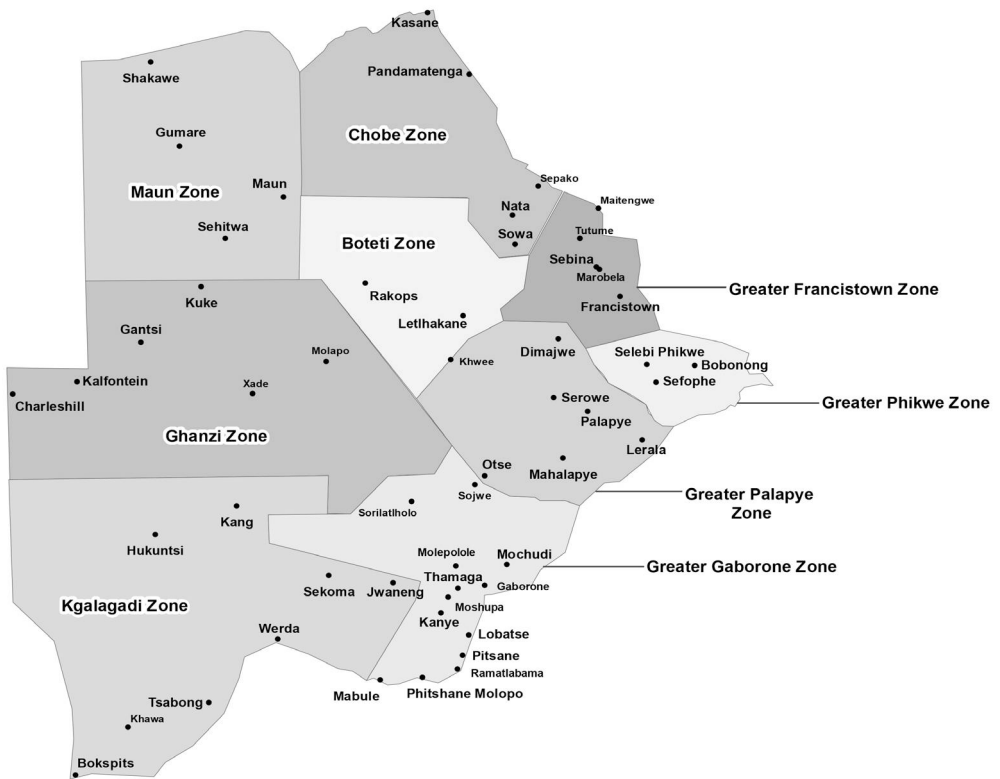 Kasane
Shakawe
Pandamatenga
Chobe Zone
Gumare
Maun Zone
Maun
Sepako
Nata
Maitengwe
Sehitwa
Sowa
Tutume
Boteti Zone
Sebina
Marobela
Kuke
Rakops
Francistown
Greater Francistown Zone
Letlhakane
Gantsi
Molapo
Khwee
Dimajwe
Selebi Phikwe
Bobonong
Kalfontein
Xade
Sefophe
Charleshill
Serowe
Greater Phikwe Zone
Palapye
Ghanzi Zone
Lerala
Otse
Mahalapye
Sojwe
Greater Palapye
Zone
Kang
Sorilatlholo
Hukuntsi
Molepolole
Mochudi
Greater Gaborone Zone
Thamaga
Sekoma
Jwaneng
Gaborone
Kgalagadi Zone
Moshupa
Kanye
Werda
Lobatse
Pitsane
Ramatlabama
Mabule
Phitshane Molopo
Tsabong
Khawa
Bokspits